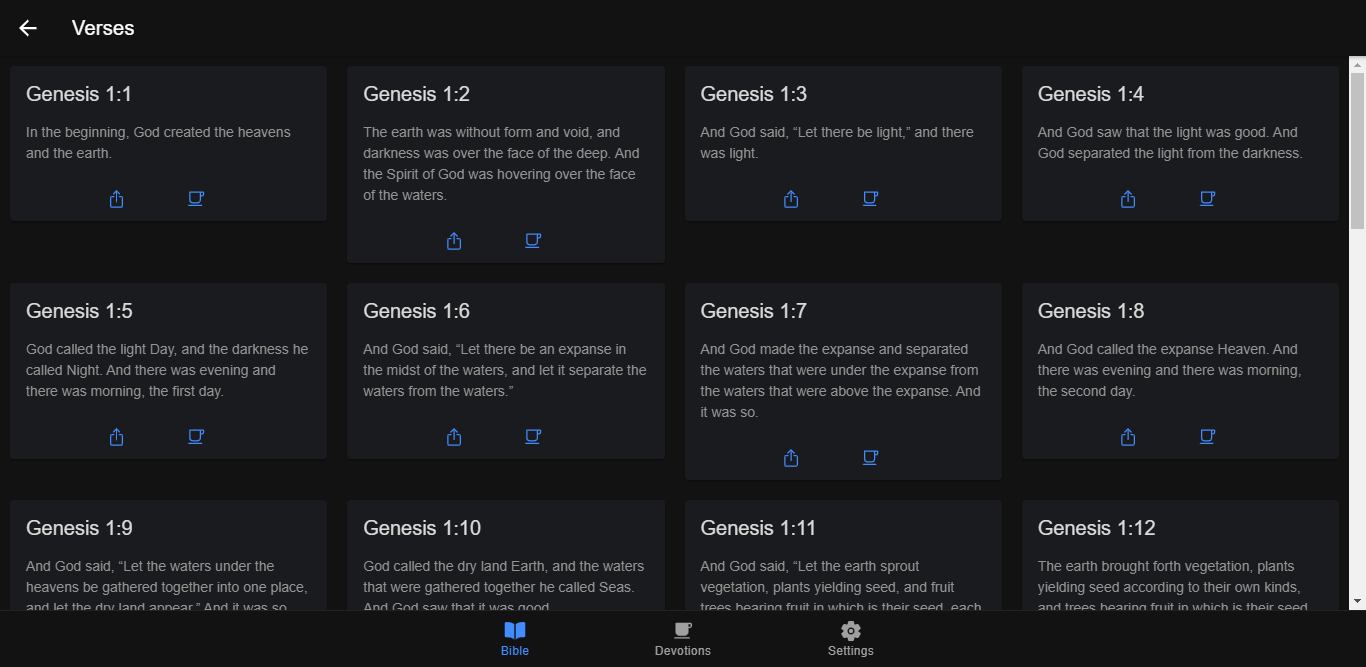 Verses
Genesis 1:1
In the beginning, God created the heavens
and the earth.
Genesis 1:2
The earth was without form and void, and
darkness was over the face of the deep. And
the Spirit of God was hovering over the face
of the waters.
Genesis 1:3
And God said, “Let there be light,” and there
was light.
Genesis 1:4
And God saw that the light was good. And
God separated the light from the darkness.
Genesis 1:5
God called the light Day, and the darkness he
called Night. And there was evening and
there was morning, the first day.
Genesis 1:6
And God said, “Let there be an expanse in
the midst of the waters, and let it separate the
waters from the waters.”
Genesis 1:7
And God made the expanse and separated
the waters that were under the expanse from
the waters that were above the expanse. And
it was so.
Genesis 1:8
And God called the expanse Heaven. And
there was evening and there was morning,
the second day.
Genesis 1:9
And God said, “Let the waters under the
heavens be gathered together into one place,
and let the dry land appear.” And it was so.
Genesis 1:10
God called the dry land Earth, and the waters
that were gathered together he called Seas.
And God saw that it was good.
Genesis 1:11
And God said, “Let the earth sprout
vegetation, plants yielding seed, and fruit
trees bearing fruit in which is their seed, each
Genesis 1:12
The earth brought forth vegetation, plants
yielding seed according to their own kinds,
and trees bearing fruit in which is their seed,
Bible
Devotions
Settings